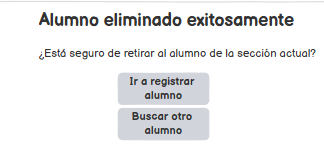 Alumno eliminado exitosamente
¿Está seguro de retirar al alumno de la sección actual?
Ir a registrar
alumno
Buscar otro
alumno